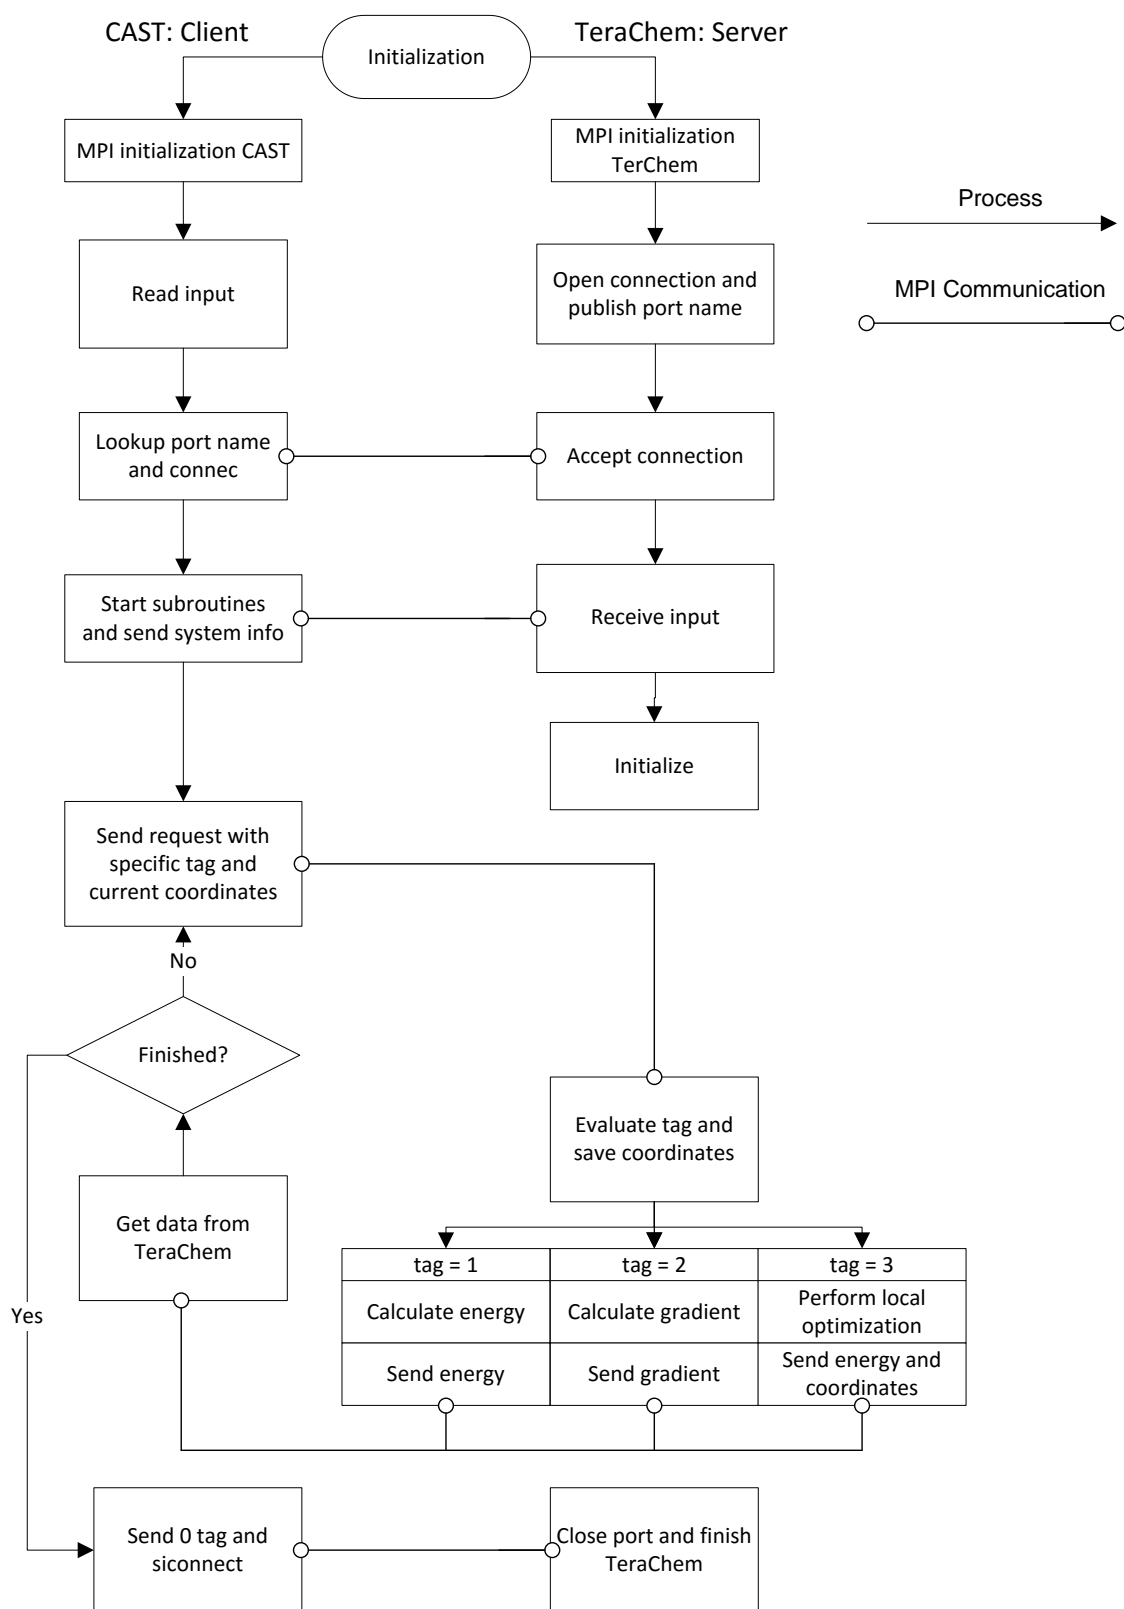 CAST: Client
TeraChem: Server
Initialization
MPI initialization CAST
MPI initialization
TerChem
Process
Read input
Open connection and
publish port name
MPI Communication
Lookup port name
and connec
Accept connection
Start subroutines
and send system info
Receive input
Initialize
Send request with
specific tag and
current coordinates
No
Finished?
Evaluate tag and
save coordinates
Get data from
TeraChem
tag = 1
tag = 2
tag = 3
Calculate energy
Calculate gradient
Perform local
optimization
Yes
Send energy
Send gradient
Send energy and
coordinates
Send 0 tag and
siconnect
Close port and finish
TeraChem